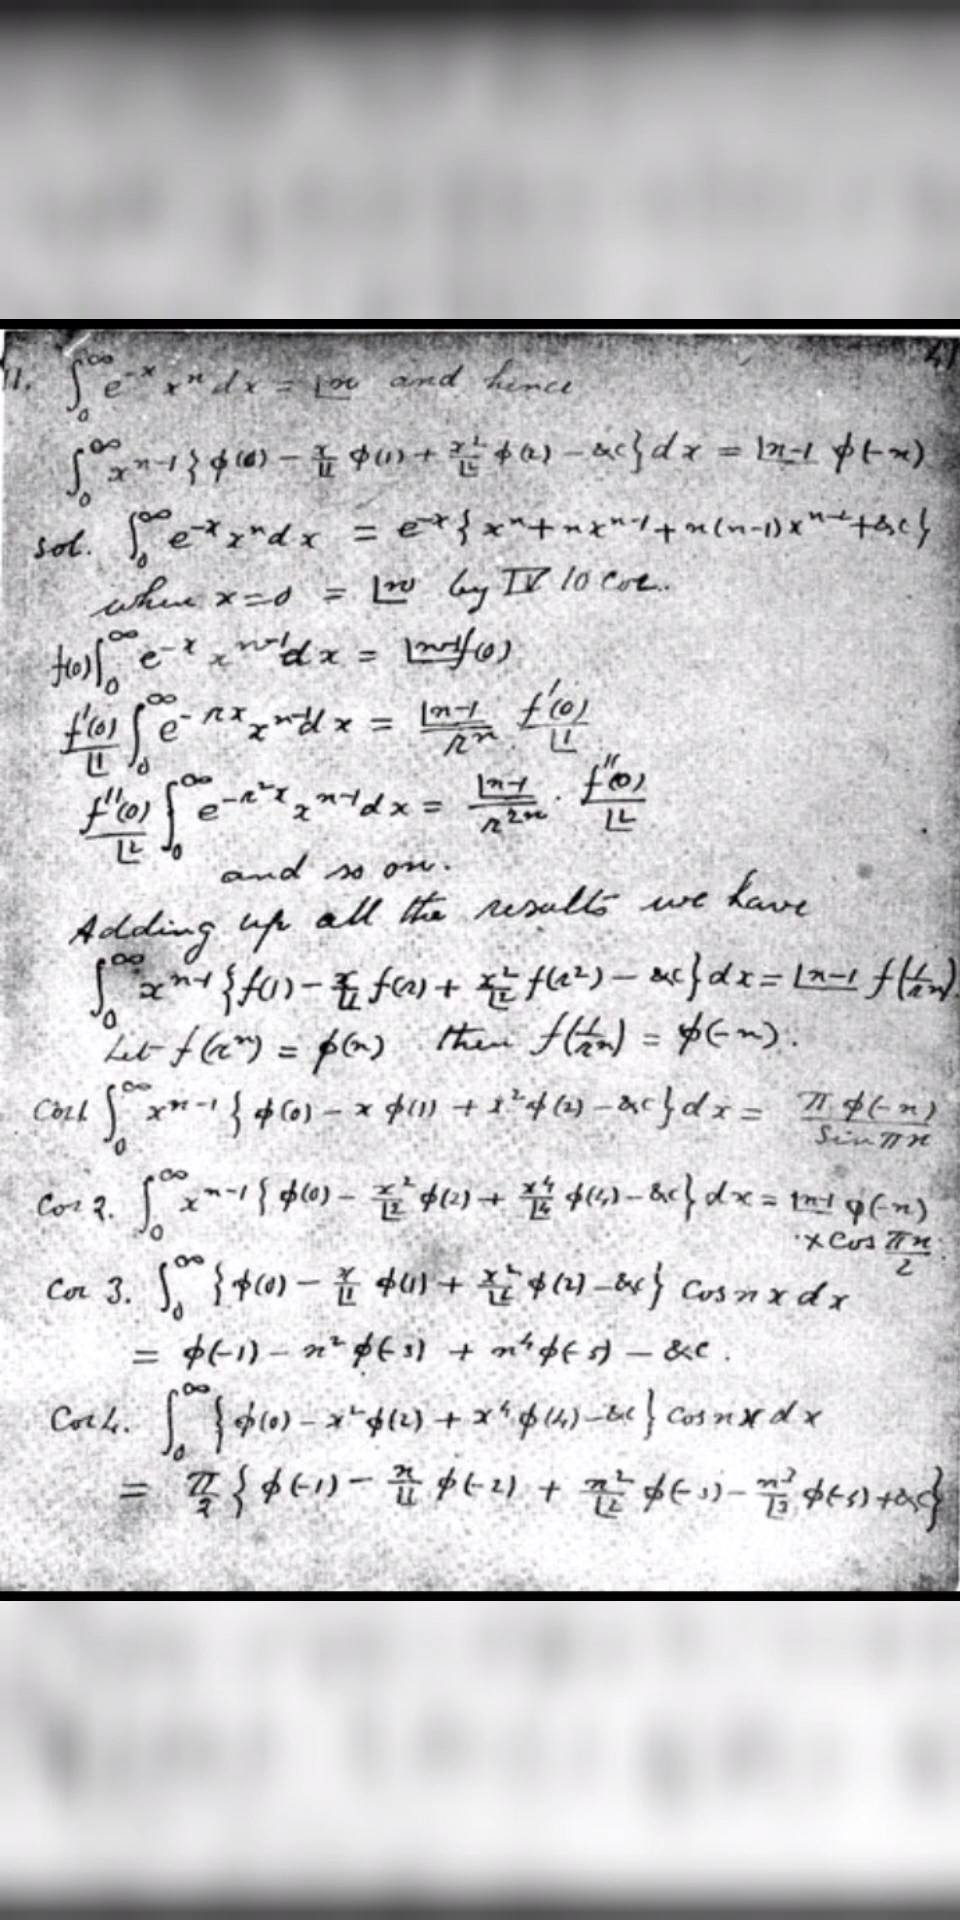 11. ∫₀^∞ e^{-x} x^n dx = |n and hence
∫₀^∞ x^{n-1} { φ(0) - x/|1 φ(1) + x²/|2 φ(2) - &c } dx = |n-1 φ(-n)
Sol. ∫₀^∞ e^{-x} x^n dx = e^{-x} { x^n + n x^{n-1} + n(n-1) x^{n-2} + &c }
when x=0 = |n by IV 10 Cor.
f(0) ∫₀^∞ e^{-x} x^{n-1} dx = |n-1 f(0)
f'(0)/|1 ∫₀^∞ e^{-rx} x^{n-1} dx = |n-1/r^n · f'(0)/|1
f''(0)/|2 ∫₀^∞ e^{-r²x} x^{n-1} dx = |n-1/r^{2n} · f''(0)/|2
and so on.
Adding up all the results we have
∫₀^∞ x^{n-1} { f(1) - x/|1 f(r) + x²/|2 f(r²) - &c } dx = |n-1 f(1/r^n)
Let f(r^n) = φ(n) then f(1/r^n) = φ(-n).
Cor 1 ∫₀^∞ x^{n-1} { φ(0) - x φ(1) + x² φ(2) - &c } dx = π φ(-n)/Sin πn
Cor 2. ∫₀^∞ x^{n-1} { φ(0) - x²/|2 φ(2) + x⁴/|4 φ(4) - &c } dx = |n-1 φ(-n)
× Cos πn/2
Cor 3. ∫₀^∞ { φ(0) - x/|1 φ(1) + x²/|2 φ(2) - &c } Cos nx dx
= φ(-1) - n² φ(-3) + n⁴ φ(-5) - &c.
Cor 4. ∫₀^∞ { φ(0) - x² φ(2) + x⁴ φ(4) - &c } cos nx dx
= π/2 { φ(-1) - n/|1 φ(-2) + n²/|2 φ(-3) - n³/|3 φ(-4) + &c }